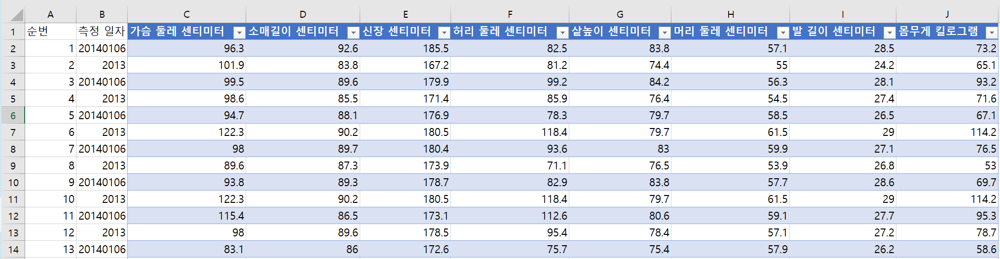 A B C D E F G H I J
1 순번 측정 일자 가슴 둘레 센티미터 소매길이 센티미터 신장 센티미터 허리 둘레 센티미터 샅높이 센티미터 머리 둘레 센티미터 발 길이 센티미터 몸무게 킬로그램
2 1 20140106 96.3 92.6 185.5 82.5 83.8 57.1 28.5 73.2
3 2 2013 101.9 83.8 167.2 81.2 74.4 55 24.2 65.1
4 3 20140106 99.5 89.6 179.9 99.2 84.2 56.3 28.1 93.2
5 4 2013 98.6 85.5 171.4 85.9 76.4 54.5 27.4 71.6
6 5 20140106 94.7 88.1 176.9 78.3 79.7 58.5 26.5 67.1
7 6 2013 122.3 90.2 180.5 118.4 79.7 61.5 29 114.2
8 7 20140106 98 89.7 180.4 93.6 83 59.9 27.1 76.5
9 8 2013 89.6 87.3 173.9 71.1 76.5 53.9 26.8 53
10 9 20140106 93.8 89.3 178.7 82.9 83.8 57.7 28.6 69.7
11 10 2013 122.3 90.2 180.5 118.4 79.7 61.5 29 114.2
12 11 20140106 115.4 86.5 173.1 112.6 80.6 59.1 27.7 95.3
13 12 2013 98 89.6 178.5 95.4 78.4 57.1 27.2 78.7
14 13 20140106 83.1 86 172.6 75.7 75.4 57.9 26.2 58.6